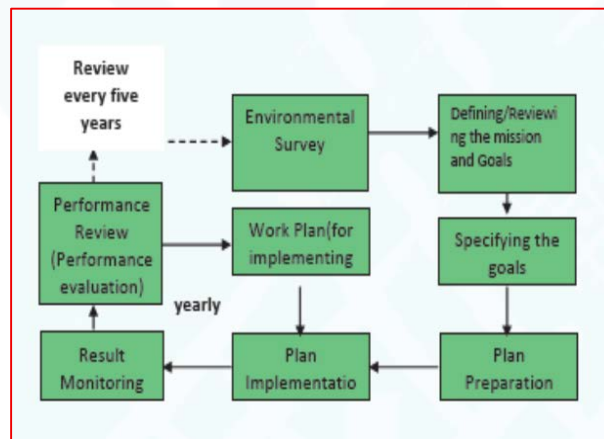 Review
every five
years
Environmental
Survey
Defining/Reviewi
ng the mission
and Goals
Performance
Review
(Performance
evaluation)
Work Plan(for
implementing
Specifying the
goals
yearly
Result
Monitoring
Plan
Implementatio
Plan
Preparation